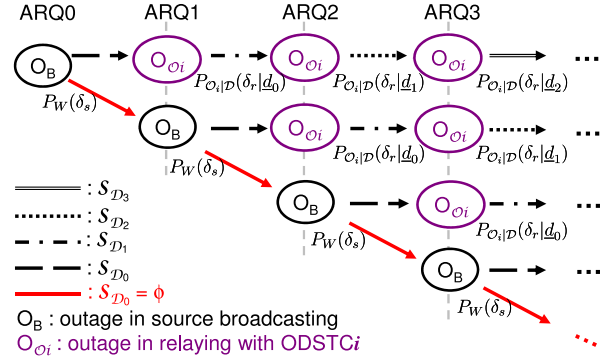 ARQ0 ARQ1 ARQ2 ARQ3
O_B O_𝒪i O_𝒪i O_𝒪i
P_W(δ_s) P_𝒪i|𝒟(δ_r|d_0) P_𝒪i|𝒟(δ_r|d_1) P_𝒪i|𝒟(δ_r|d_2)
O_B O_𝒪i O_𝒪i
P_W(δ_s) P_𝒪i|𝒟(δ_r|d_0) P_𝒪i|𝒟(δ_r|d_1)
: S_𝒟3
O_B O_𝒪i
: S_𝒟2
P_W(δ_s) P_𝒪i|𝒟(δ_r|d_0)
: S_𝒟1
: S_𝒟0
O_B
: S_𝒟0 = ϕ
P_W(δ_s)
O_B : outage in source broadcasting
O_𝒪i : outage in relaying with ODSTCi